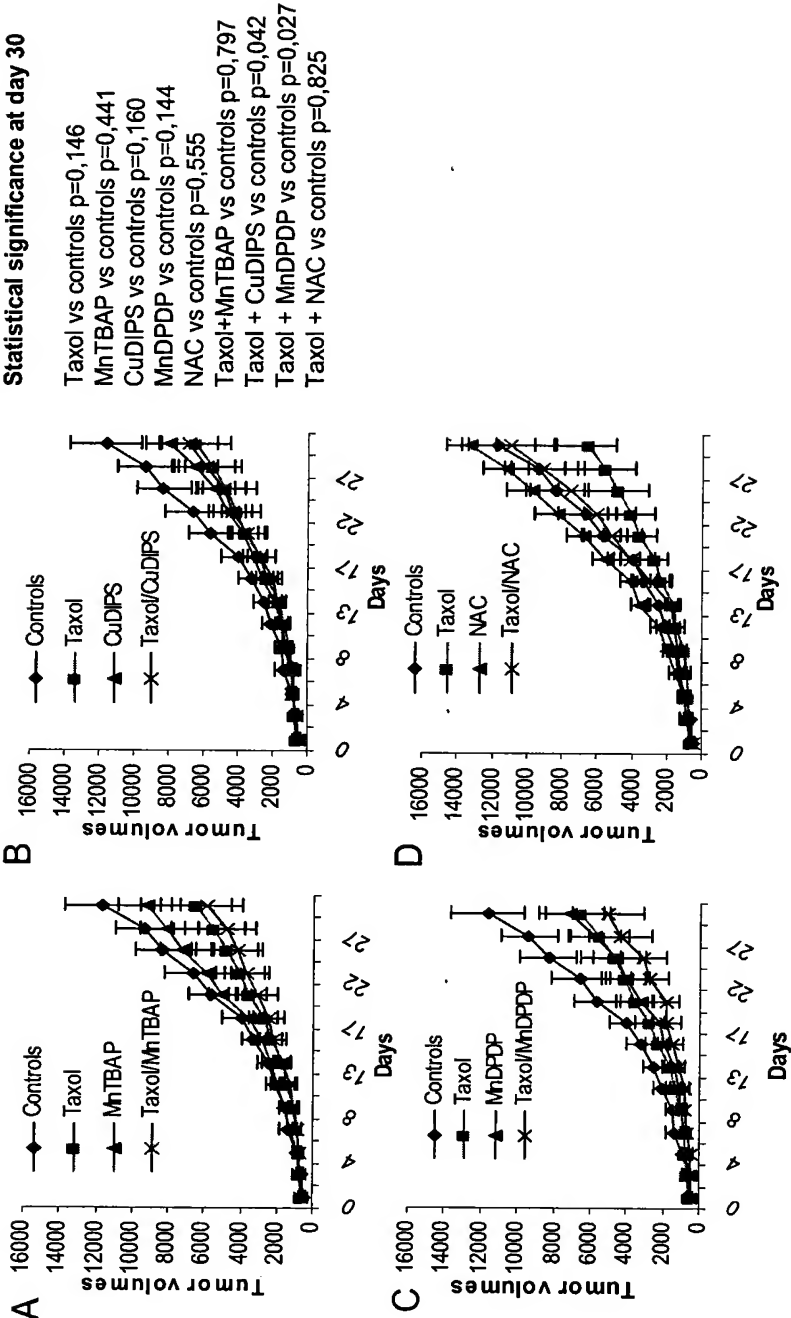 A
Tumor volumes
16000
14000
12000
10000
8000
6000
4000
2000
0
Controls
Taxol
MnTBAP
Taxol/MnTBAP
0 4 8 13 17 22 27
Days
B
Tumor volumes
16000
14000
12000
10000
8000
6000
4000
2000
0
Controls
Taxol
CuDIPS
Taxol/CuDIPS
0 4 8 13 17 22 27
Days
Statistical significance at day 30
Taxol vs controls p=0,146
MnTBAP vs controls p=0,441
CuDIPS vs controls p=0,160
MnDPDP vs controls p=0,144
NAC vs controls p=0,555
Taxol+MnTBAP vs controls p=0,797
Taxol + CuDIPS vs controls p=0,042
Taxol + MnDPDP vs controls p=0,027
Taxol + NAC vs controls p=0,825
C
Tumor volumes
16000
14000
12000
10000
8000
6000
4000
2000
0
Controls
Taxol
MnDPDP
Taxol/MnDPDP
0 4 8 13 17 22 27
Days
D
Tumor volumes
16000
14000
12000
10000
8000
6000
4000
2000
0
Controls
Taxol
NAC
Taxol/NAC
0 4 8 13 17 22 27
Days